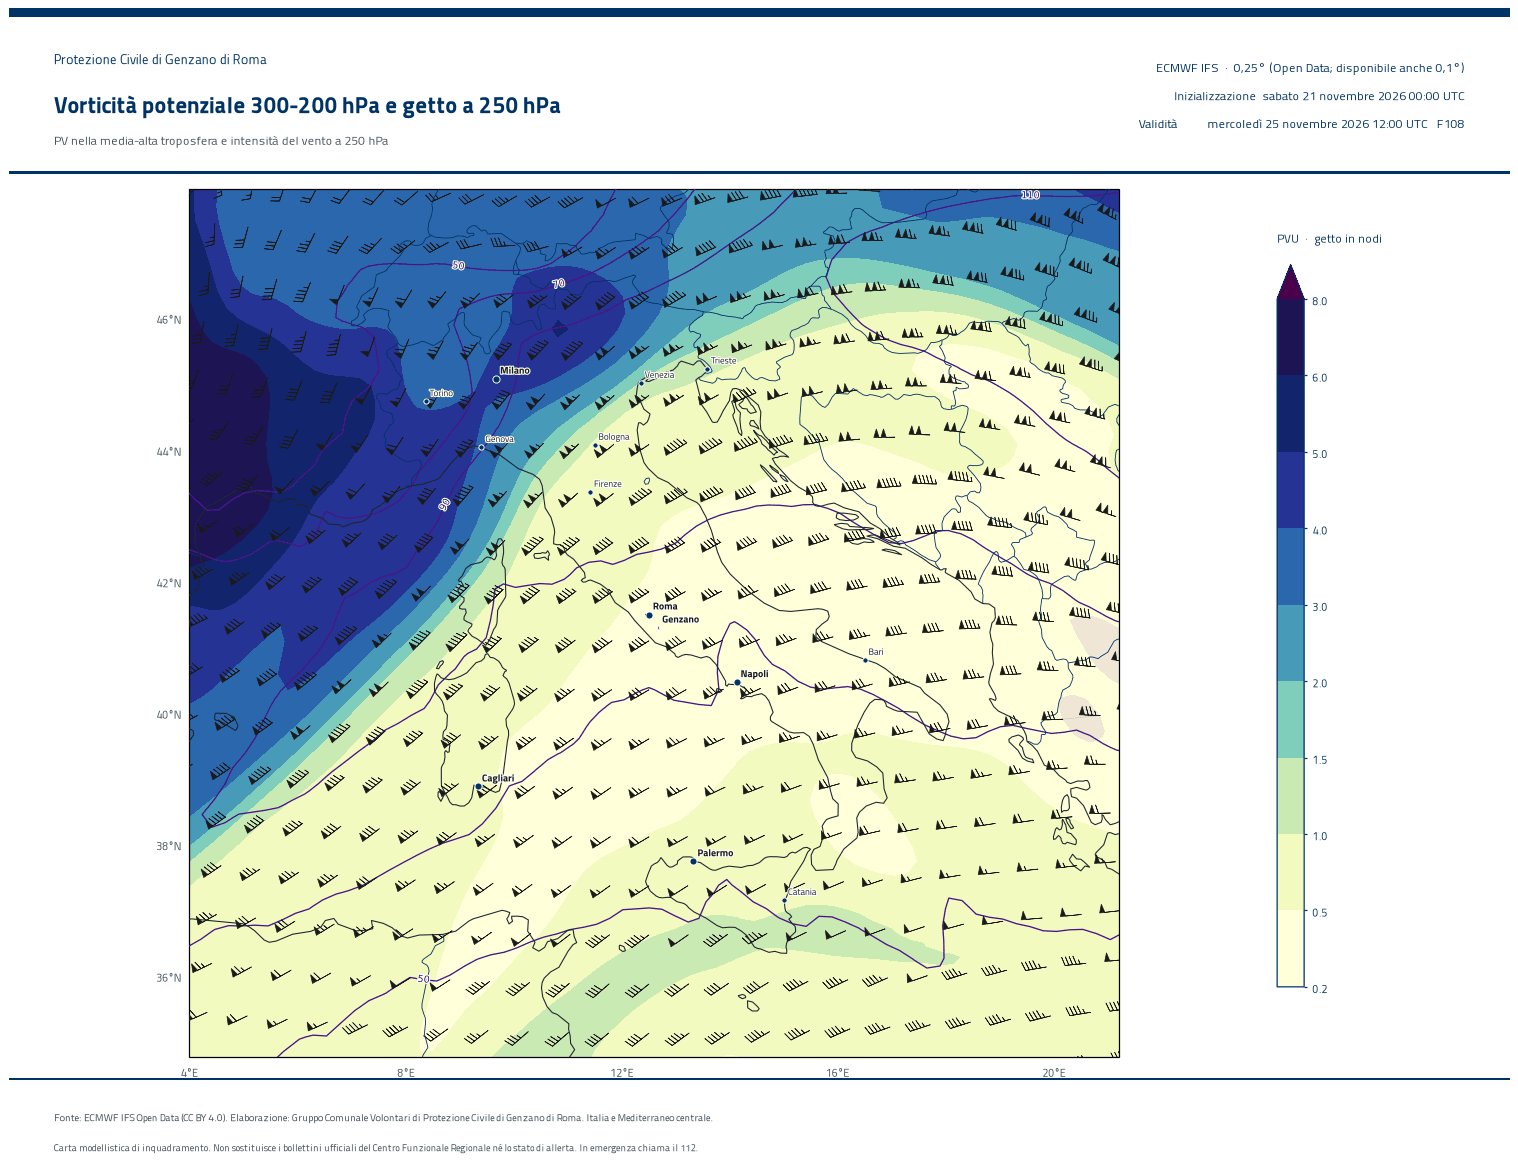 Protezione Civile di Genzano di Roma
Vorticità potenziale 300-200 hPa e getto a 250 hPa
PV nella media-alta troposfera e intensità del vento a 250 hPa
ECMWF IFS · 0,25° (Open Data; disponibile anche 0,1°)
Inizializzazione sabato 21 novembre 2026 00:00 UTC
Validità mercoledì 25 novembre 2026 12:00 UTC F108
PVU · getto in nodi
8.0
6.0
5.0
4.0
3.0
2.0
1.5
1.0
0.5
0.2
110
50
70
90
50
46°N
44°N
42°N
40°N
38°N
36°N
4°E
8°E
12°E
16°E
20°E
Trieste
Venezia
Milano
Torino
Genova
Bologna
Firenze
Roma
Genzano
Bari
Napoli
Cagliari
Palermo
Catania
Fonte: ECMWF IFS Open Data (CC BY 4.0). Elaborazione: Gruppo Comunale Volontari di Protezione Civile di Genzano di Roma. Italia e Mediterraneo centrale.
Carta modellistica di inquadramento. Non sostituisce i bollettini ufficiali del Centro Funzionale Regionale né lo stato di allerta. In emergenza chiama il 112.